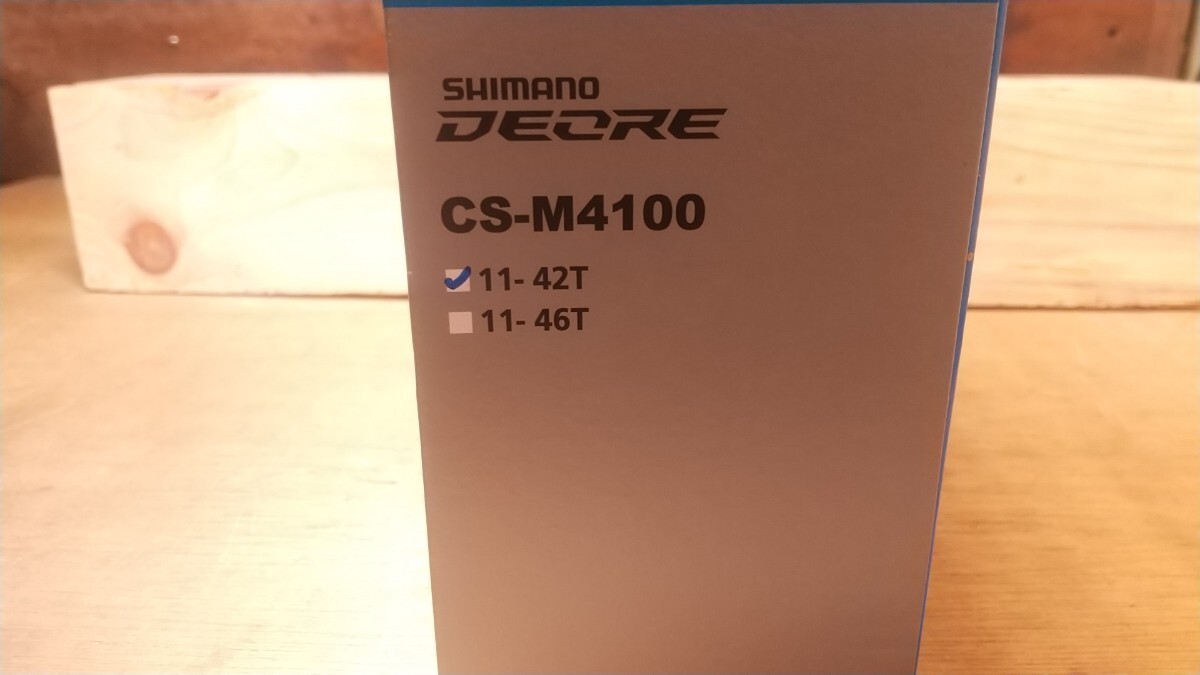 SHIMANO
DEORE
CS-M4100
11- 42T
11- 46T